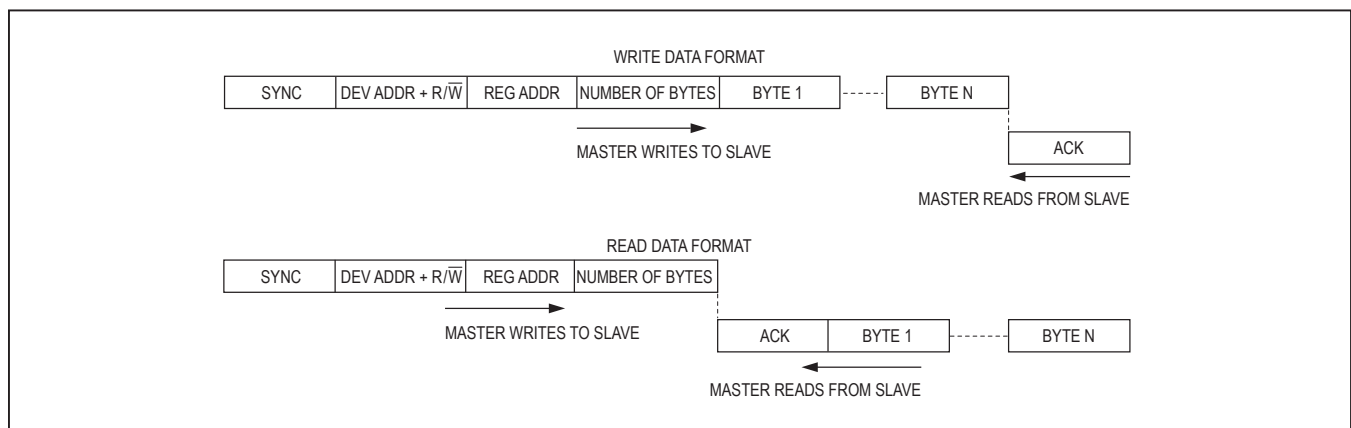 WRITE DATA FORMAT
SYNC DEV ADDR + R/W̅ REG ADDR NUMBER OF BYTES BYTE 1 BYTE N
MASTER WRITES TO SLAVE
ACK
MASTER READS FROM SLAVE
READ DATA FORMAT
SYNC DEV ADDR + R/W̅ REG ADDR NUMBER OF BYTES
MASTER WRITES TO SLAVE
ACK BYTE 1 BYTE N
MASTER READS FROM SLAVE